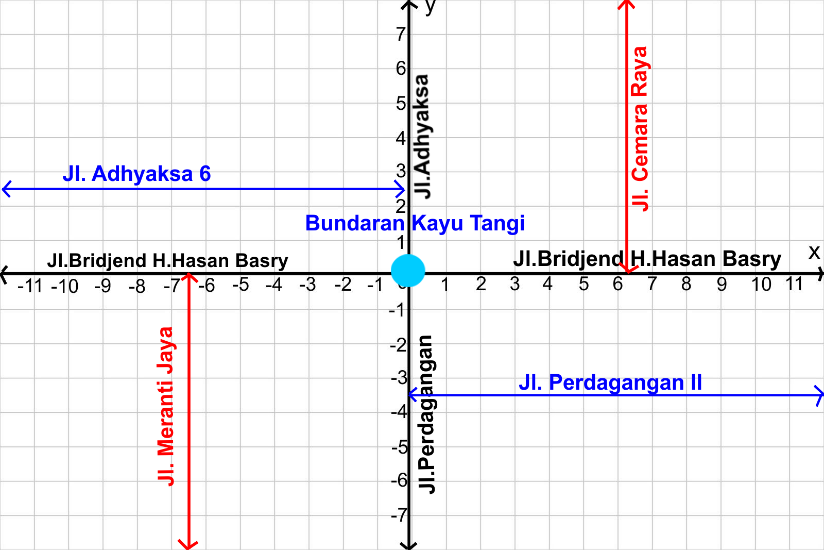 y
7
6
5
4
3
2
1
Jl.Adhyaksa
Jl. Cemara Raya
Jl. Adhyaksa 6
Bundaran Kayu Tangi
Jl.Bridjend H.Hasan Basry
Jl.Bridjend H.Hasan Basry
x
-11 -10 -9 -8 -7 -6 -5 -4 -3 -2 -1 1 2 3 4 5 6 7 8 9 10 11
-1
-2
-3
-4
-5
-6
-7
Jl. Meranti Jaya
Jl.Perdagangan
Jl. Perdagangan II